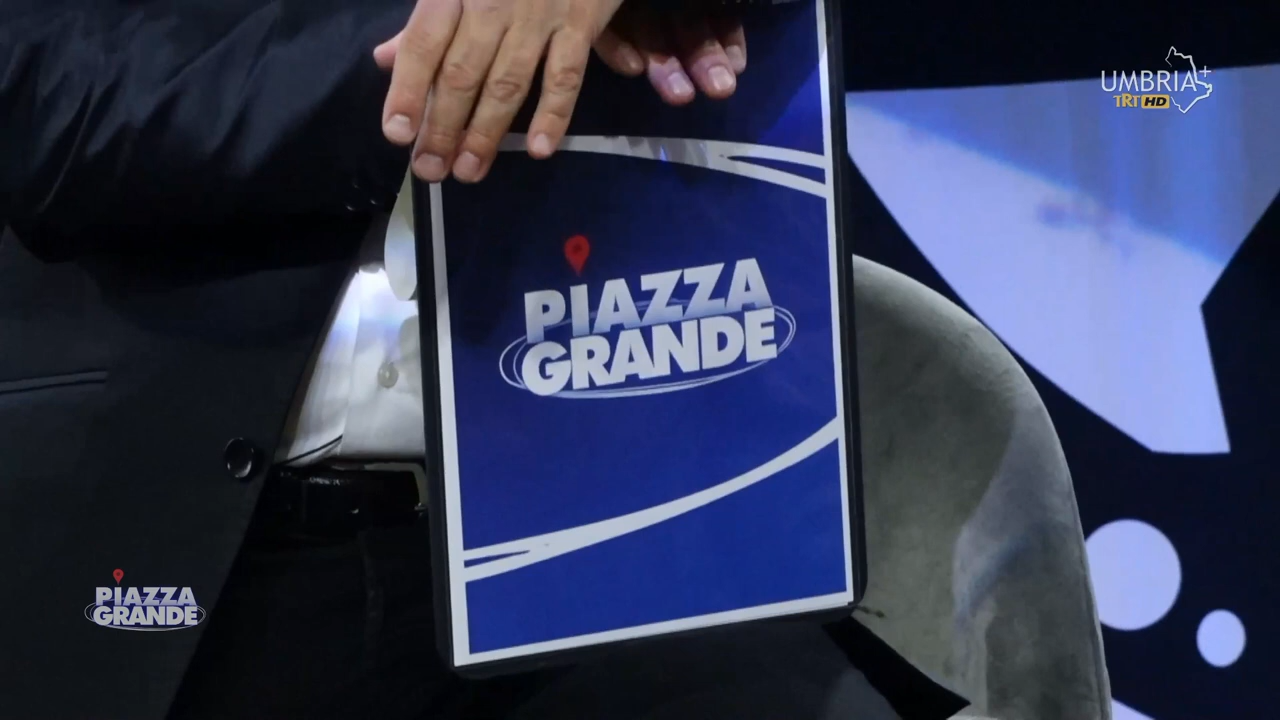 UMBRIA+
TRT HD
PIAZZA
GRANDE
PIAZZA
GRANDE